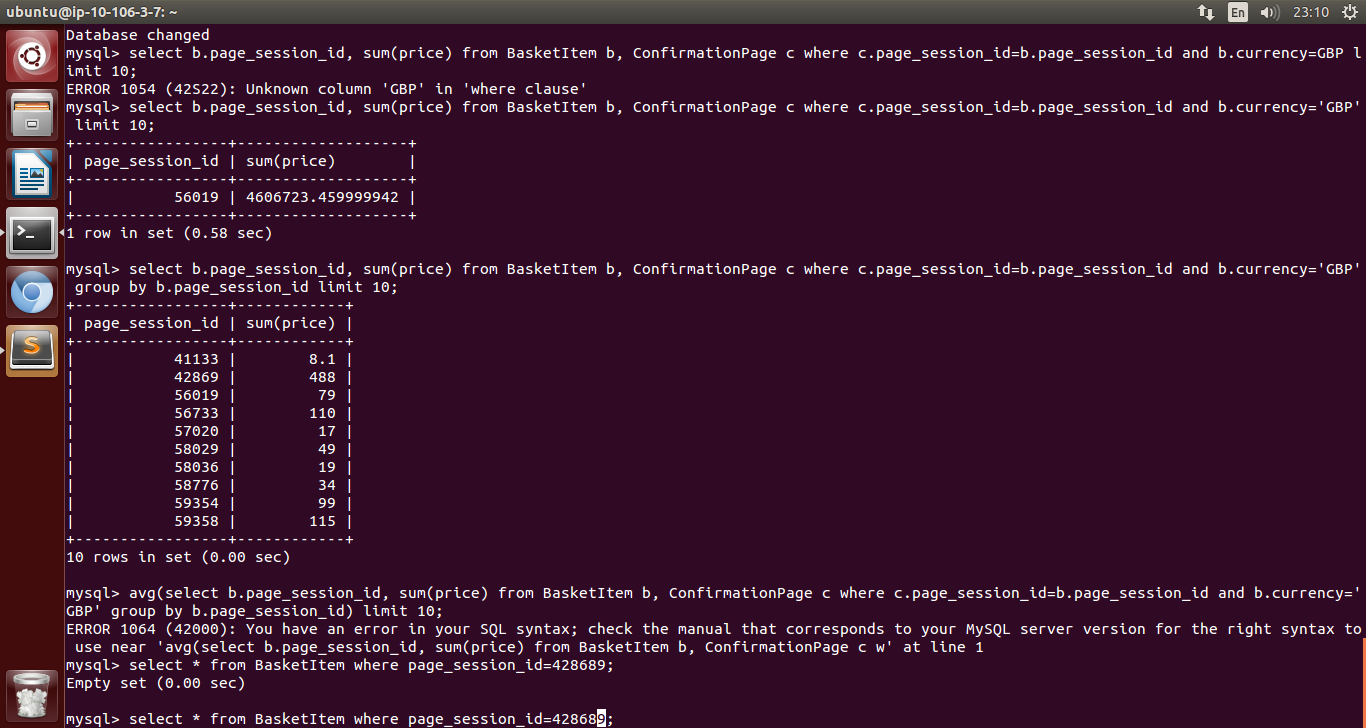 ubuntu@ip-10-106-3-7: ~
En
23:10
Database changed
mysql> select b.page_session_id, sum(price) from BasketItem b, ConfirmationPage c where c.page_session_id=b.page_session_id and b.currency=GBP l
imit 10;
ERROR 1054 (42S22): Unknown column 'GBP' in 'where clause'
mysql> select b.page_session_id, sum(price) from BasketItem b, ConfirmationPage c where c.page_session_id=b.page_session_id and b.currency='GBP'
 limit 10;
+-----------------+-------------------+
| page_session_id | sum(price)        |
+-----------------+-------------------+
|           56019 | 4606723.459999942 |
+-----------------+-------------------+
1 row in set (0.58 sec)
mysql> select b.page_session_id, sum(price) from BasketItem b, ConfirmationPage c where c.page_session_id=b.page_session_id and b.currency='GBP'
 group by b.page_session_id limit 10;
+-----------------+------------+
| page_session_id | sum(price) |
+-----------------+------------+
|           41133 |        8.1 |
|           42869 |        488 |
|           56019 |         79 |
|           56733 |        110 |
|           57020 |         17 |
|           58029 |         49 |
|           58036 |         19 |
|           58776 |         34 |
|           59354 |         99 |
|           59358 |        115 |
+-----------------+------------+
10 rows in set (0.00 sec)
mysql> avg(select b.page_session_id, sum(price) from BasketItem b, ConfirmationPage c where c.page_session_id=b.page_session_id and b.currency='
GBP' group by b.page_session_id) limit 10;
ERROR 1064 (42000): You have an error in your SQL syntax; check the manual that corresponds to your MySQL server version for the right syntax to
 use near 'avg(select b.page_session_id, sum(price) from BasketItem b, ConfirmationPage c w' at line 1
mysql> select * from BasketItem where page_session_id=428689;
Empty set (0.00 sec)
mysql> select * from BasketItem where page_session_id=428689;